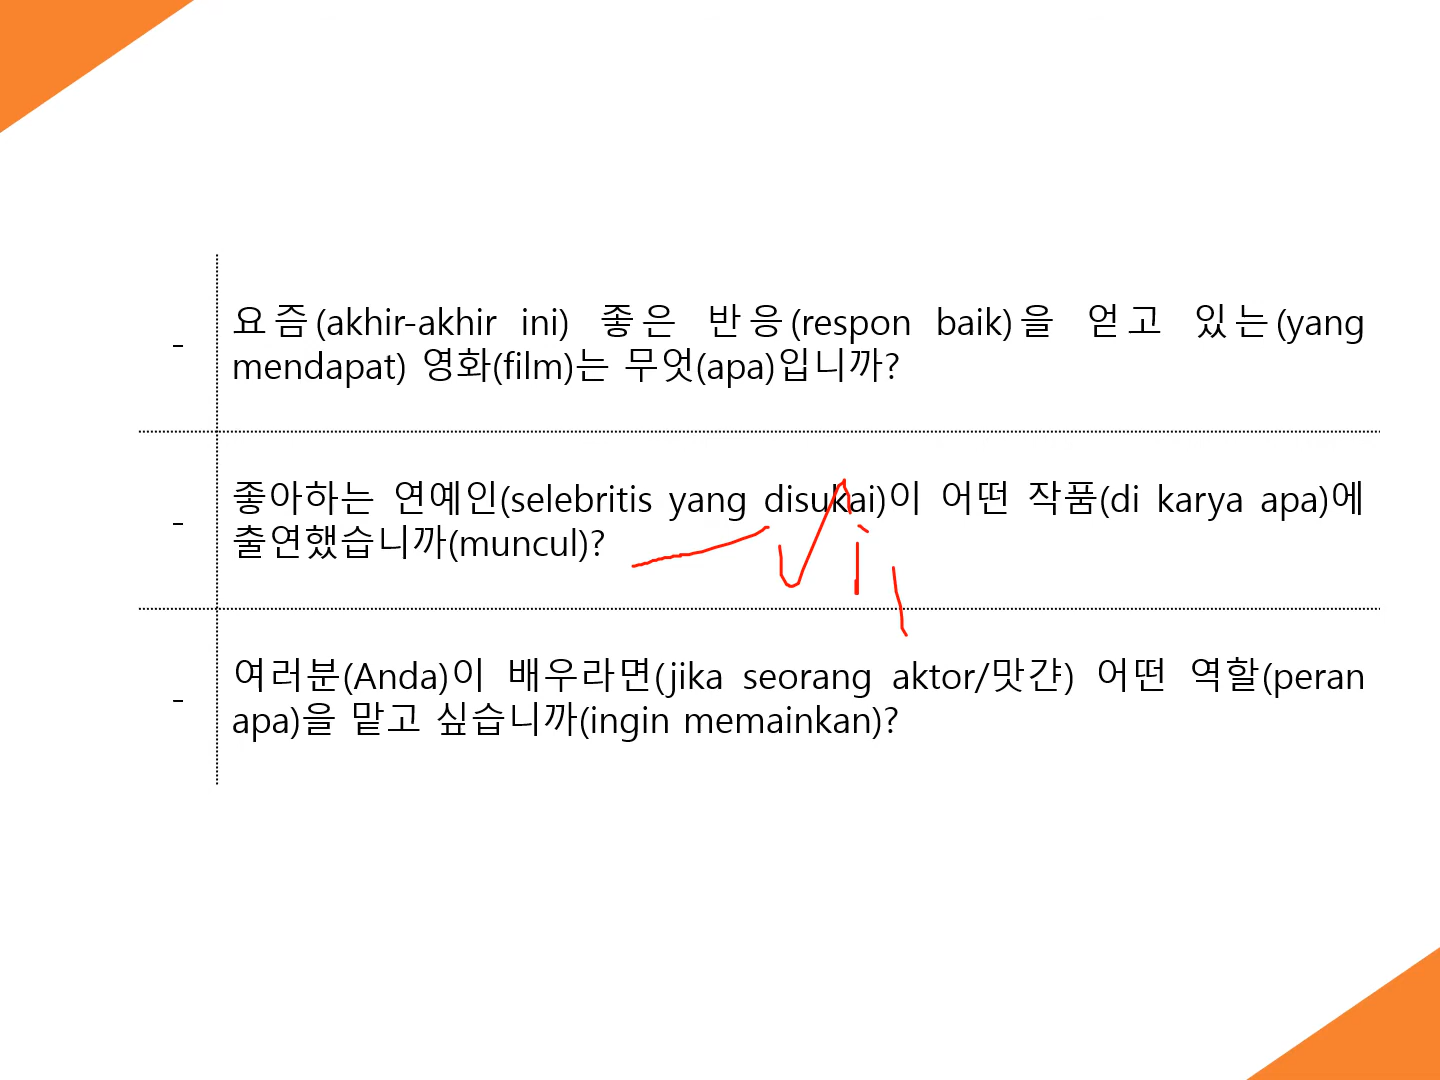 - 요즘(akhir-akhir ini) 좋은 반응(respon baik)을 얻고 있는(yang
mendapat) 영화(film)는 무엇(apa)입니까?
- 좋아하는 연예인(selebritis yang disukai)이 어떤 작품(di karya apa)에
출연했습니까(muncul)?
- 여러분(Anda)이 배우라면(jika seorang aktor/맛걘) 어떤 역할(peran
apa)을 맡고 싶습니까(ingin memainkan)?